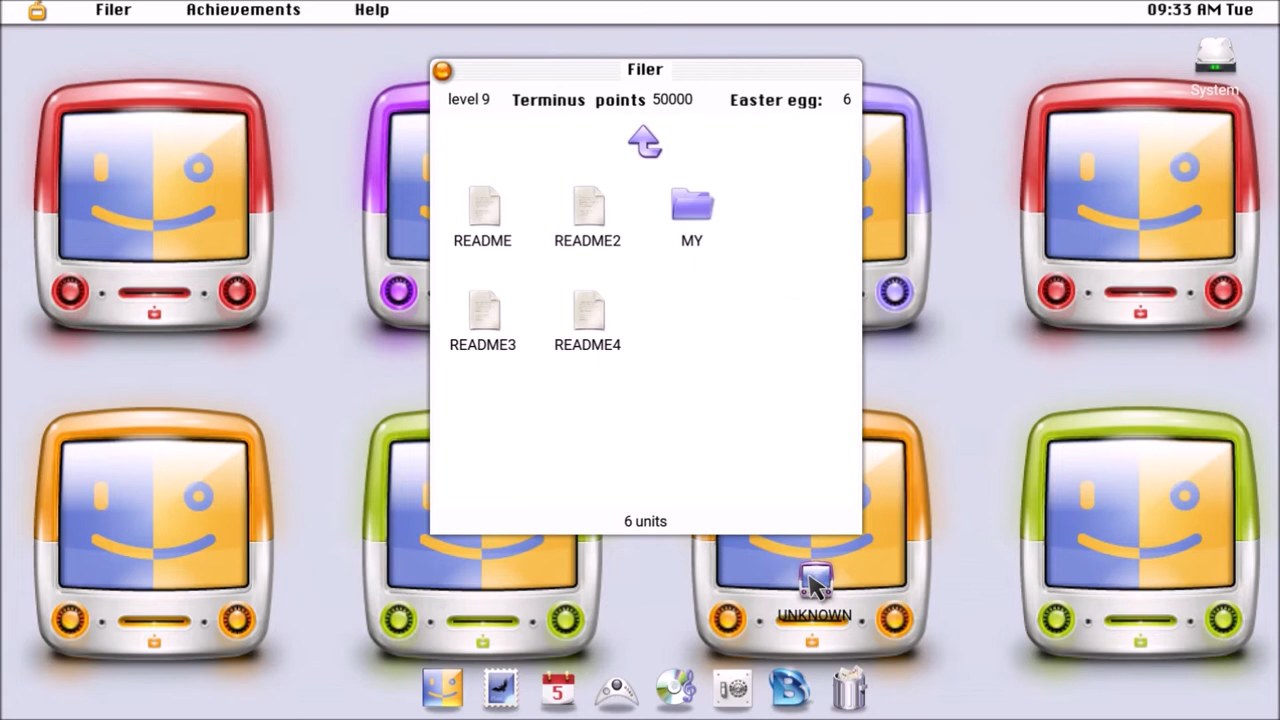 Filer Achievements Help 09:33 AM Tue
Filer
level 9 Terminus points 50000 Easter egg: 6
System
README README2 MY
README3 README4
6 units
UNKNOWN
5